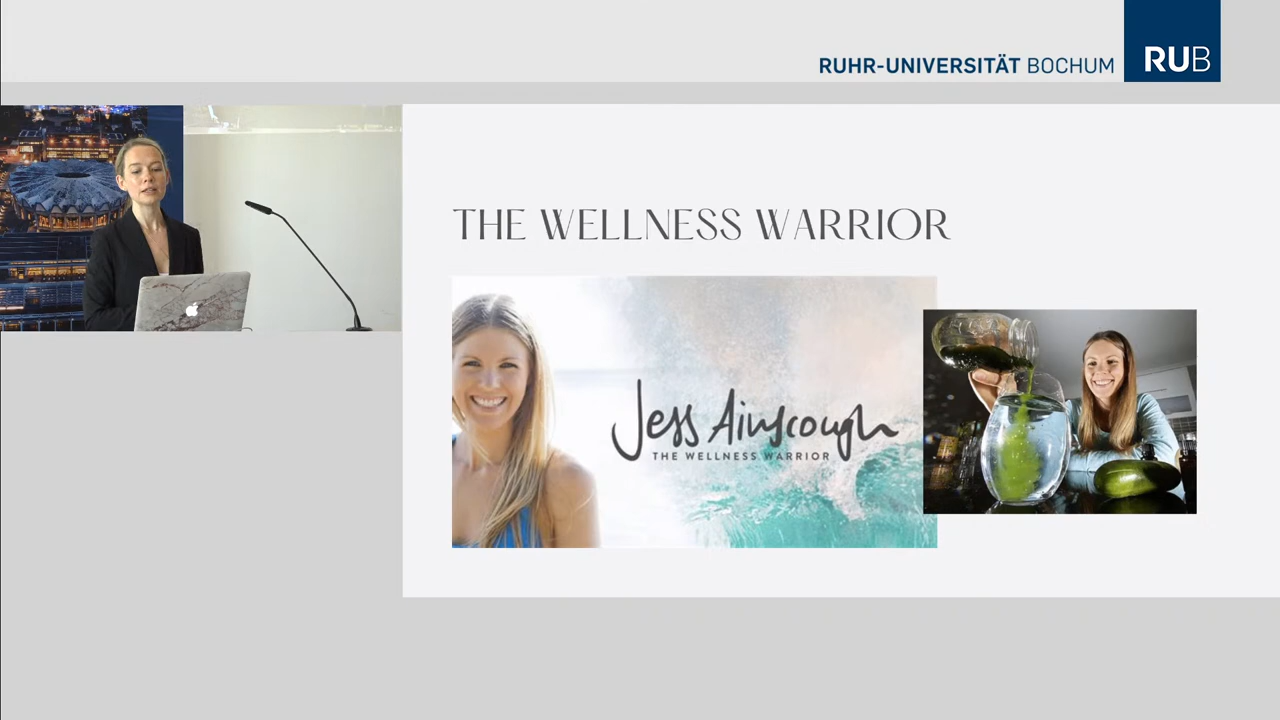 RUHR-UNIVERSITÄT BOCHUM RUB
THE WELLNESS WARRIOR
Jess Ainscough
THE WELLNESS WARRIOR